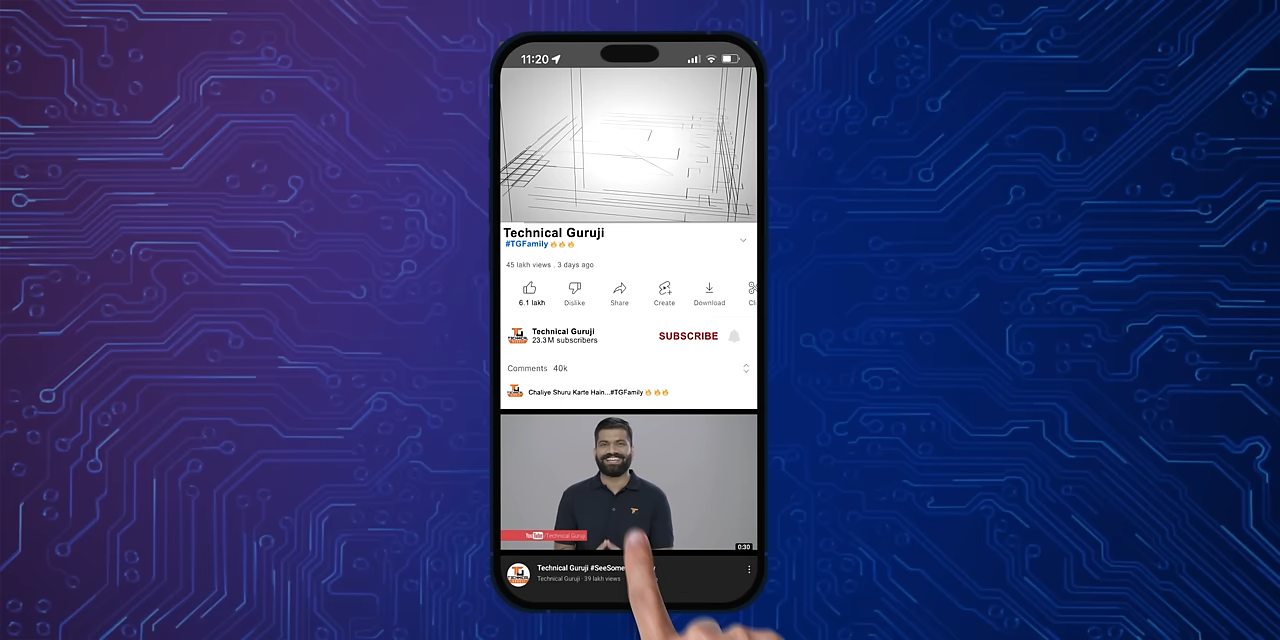 11:20
Technical Guruji
#TGFamily 🔥🔥🔥
45 lakh views . 3 days ago
6.1 lakh
Dislike
Share
Create
Download
Technical Guruji
23.3M subscribers
SUBSCRIBE
Comments 40k
Chaliye Shuru Karte Hain...#TGFamily 🔥🔥🔥
YouTube Technical Guruji
0:30
Technical Guruji #SeeSome
Technical Guruji · 39 lakh views